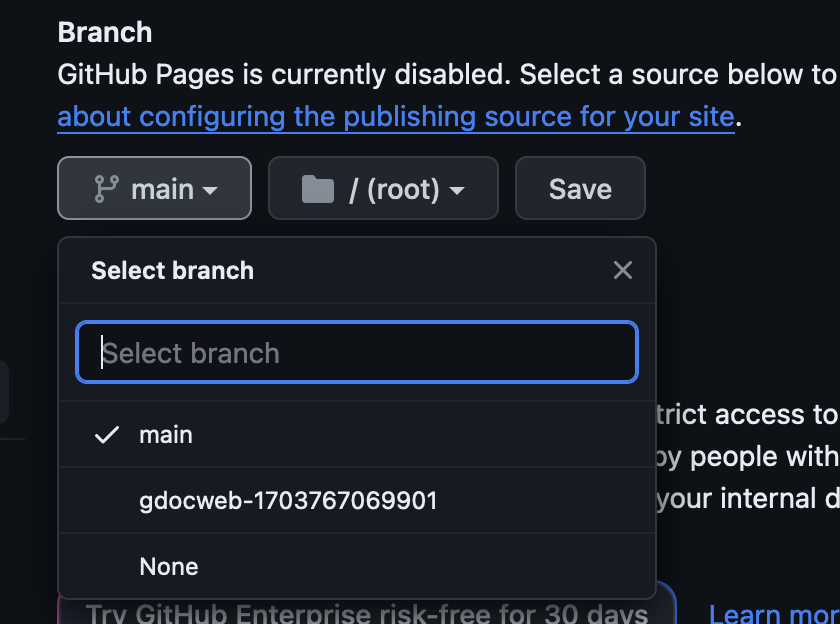 Branch
GitHub Pages is currently disabled. Select a source below to
about configuring the publishing source for your site.
main
/ (root)
Save
Select branch
Select branch
main
gdocweb-1703767069901
None
trict access to
by people with
your internal d
Try GitHub Enterprise risk-free for 30 days
Learn mor